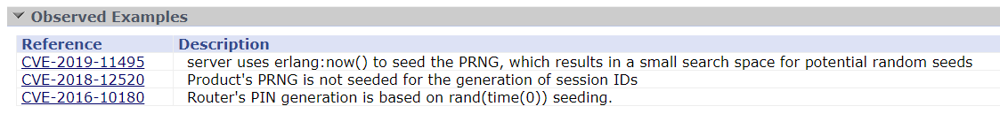 Observed Examples
Reference Description
CVE-2019-11495 server uses erlang:now() to seed the PRNG, which results in a small search space for potential random seeds
CVE-2018-12520 Product's PRNG is not seeded for the generation of session IDs
CVE-2016-10180 Router's PIN generation is based on rand(time(0)) seeding.